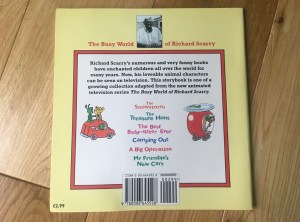 The Busy World of Richard Scarry
Richard Scarry's numerous and very funny books
have enchanted children all over the world for
many years. Now, his loveable animal characters
can be seen on television. This storybook is one of a
growing collection adapted from the new animated
television series The Busy World of Richard Scarry.
The
Snowstorm
The Treasure Hens
The Best
Baby-Sitter Ever
Camping Out
A Big Operation
Mr Frumble's
New Cars
£2.99